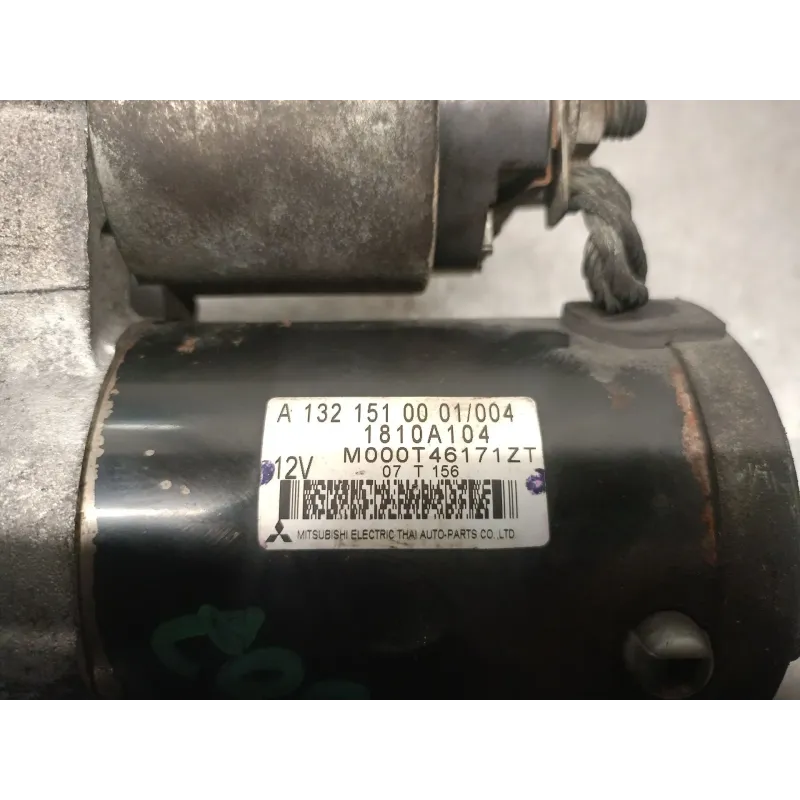 A 132 151 00 01/004
1810A104
12V M000T46171ZT
07 T 156
MITSUBISHI ELECTRIC THAI AUTO-PARTS CO.,LTD